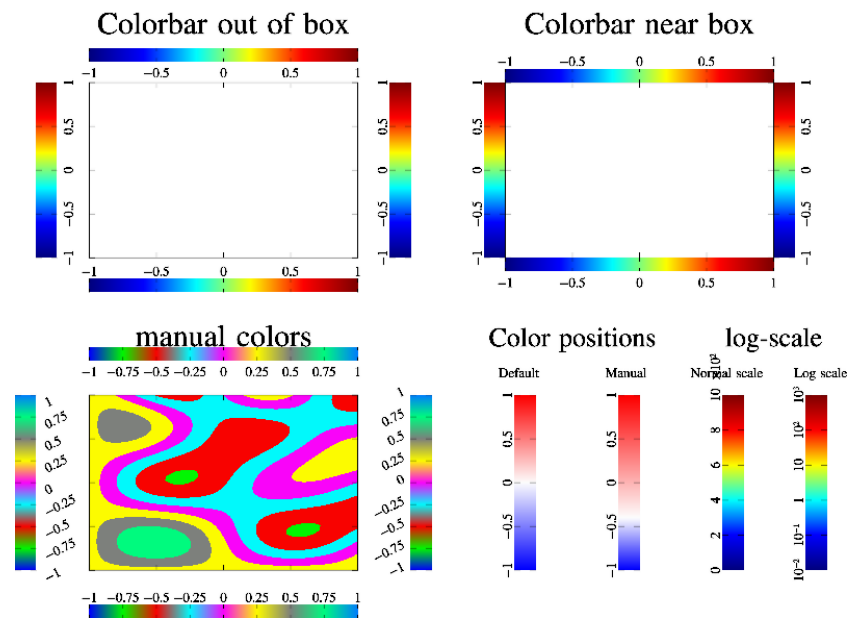 Colorbar out of box
−1 −0.5 0 0.5 1
1 0.5 0 −0.5 −1
1 0.5 0 −0.5 −1
−1 −0.5 0 0.5 1
Colorbar near box
−1 −0.5 0 0.5 1
1 0.5 0 −0.5 −1
1 0.5 0 −0.5 −1
−1 −0.5 0 0.5 1
manual colors
−1 −0.75 −0.5 −0.25 0 0.25 0.5 0.75 1
1 0.75 0.5 0.25 0 −0.25 −0.5 −0.75 −1
1 0.75 0.5 0.25 0 −0.25 −0.5 −0.75 −1
−1 −0.75 −0.5 −0.25 0 0.25 0.5 0.75 1
Color positions
Default
1 0.5 0 −0.5 −1
Manual
1 0.5 0 −0.5 −1
log-scale
Normal scale
10 8 6 4 2 0
Log scale
10³ 10² 10 1 10⁻¹ 10⁻²